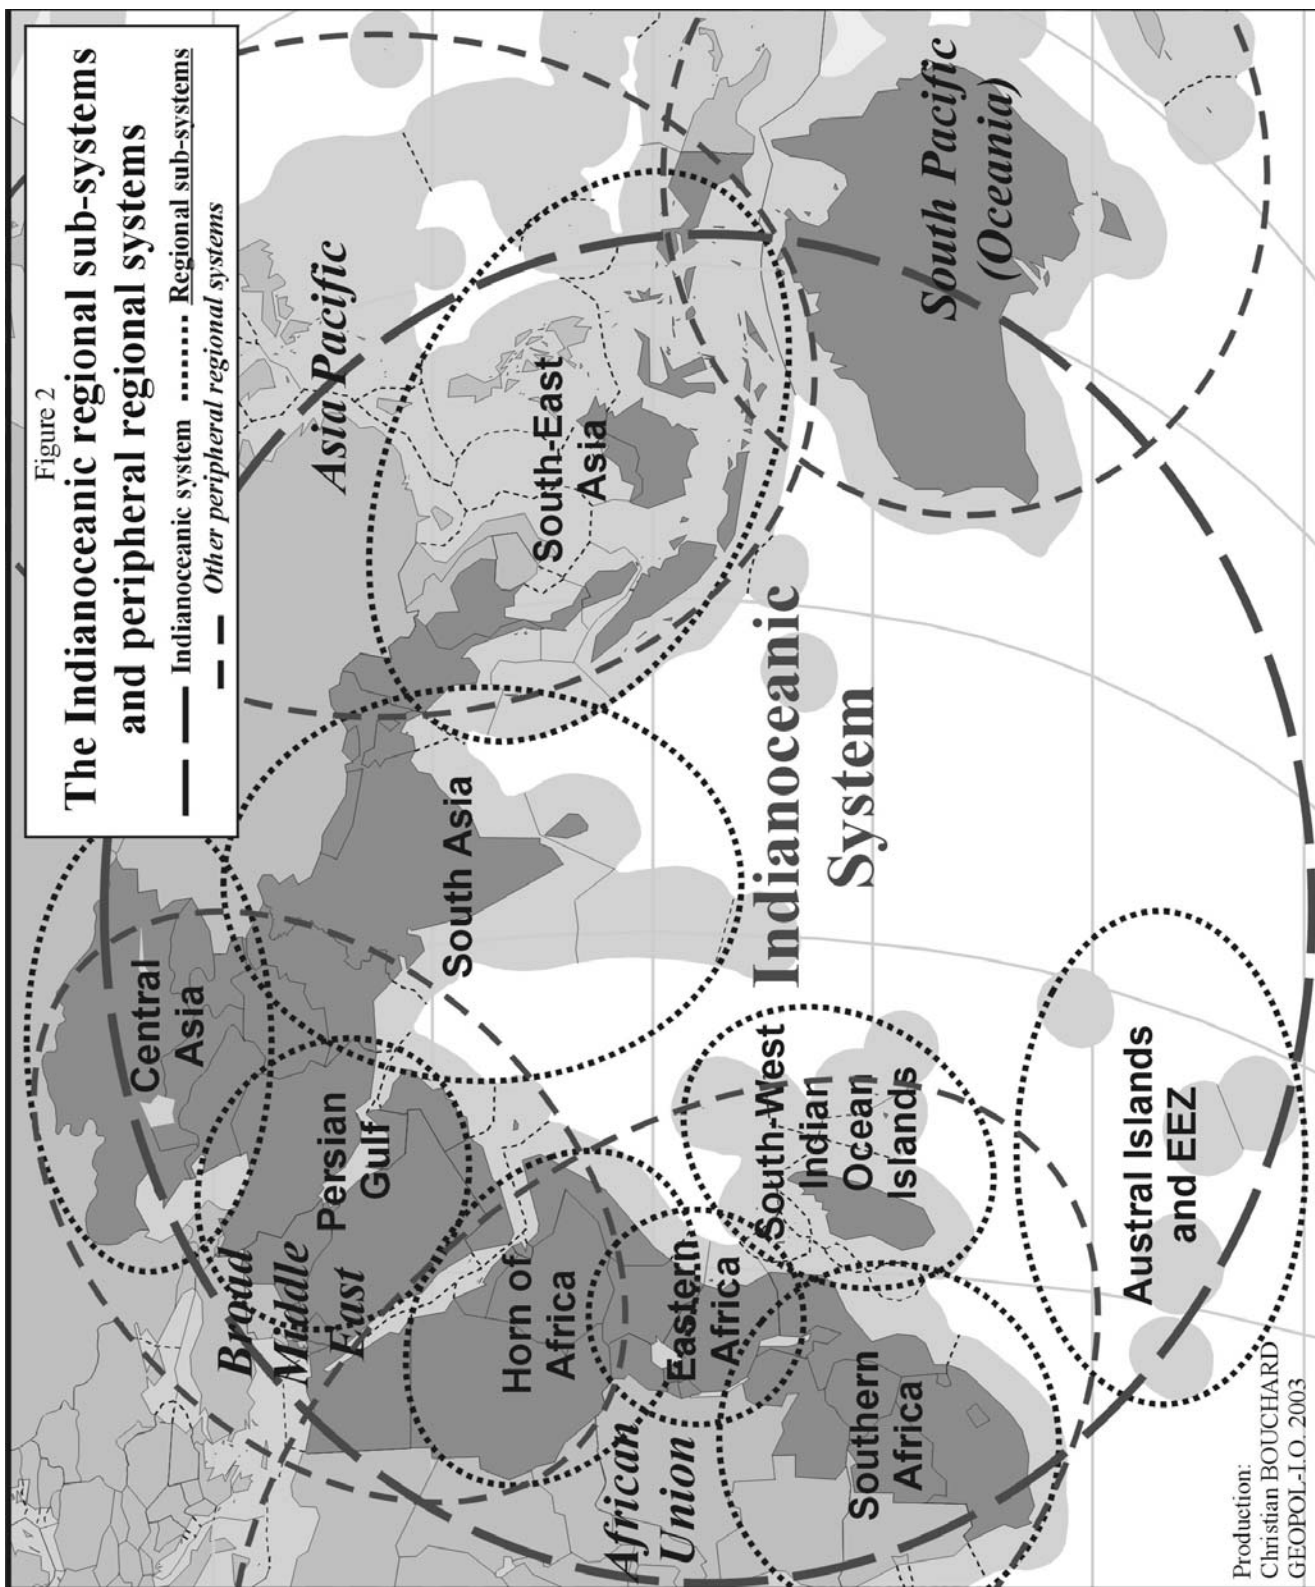 Figure 2
The Indianoceanic regional sub-systems
and peripheral regional systems
Indianoceanic system
Regional sub-systems
Other peripheral regional systems
Asia Pacific
Central
Asia
Broad
Middle
East
Persian
Gulf
South Asia
South-East
Asia
Horn of
Africa
African
Union
Eastern
Africa
South-West
Indian
Ocean
Islands
Indianoceanic
System
South Pacific
(Oceania)
Southern
Africa
Austral Islands
and EEZ
Production:
Christian BOUCHARD
GEOPOL-I.O. 2003